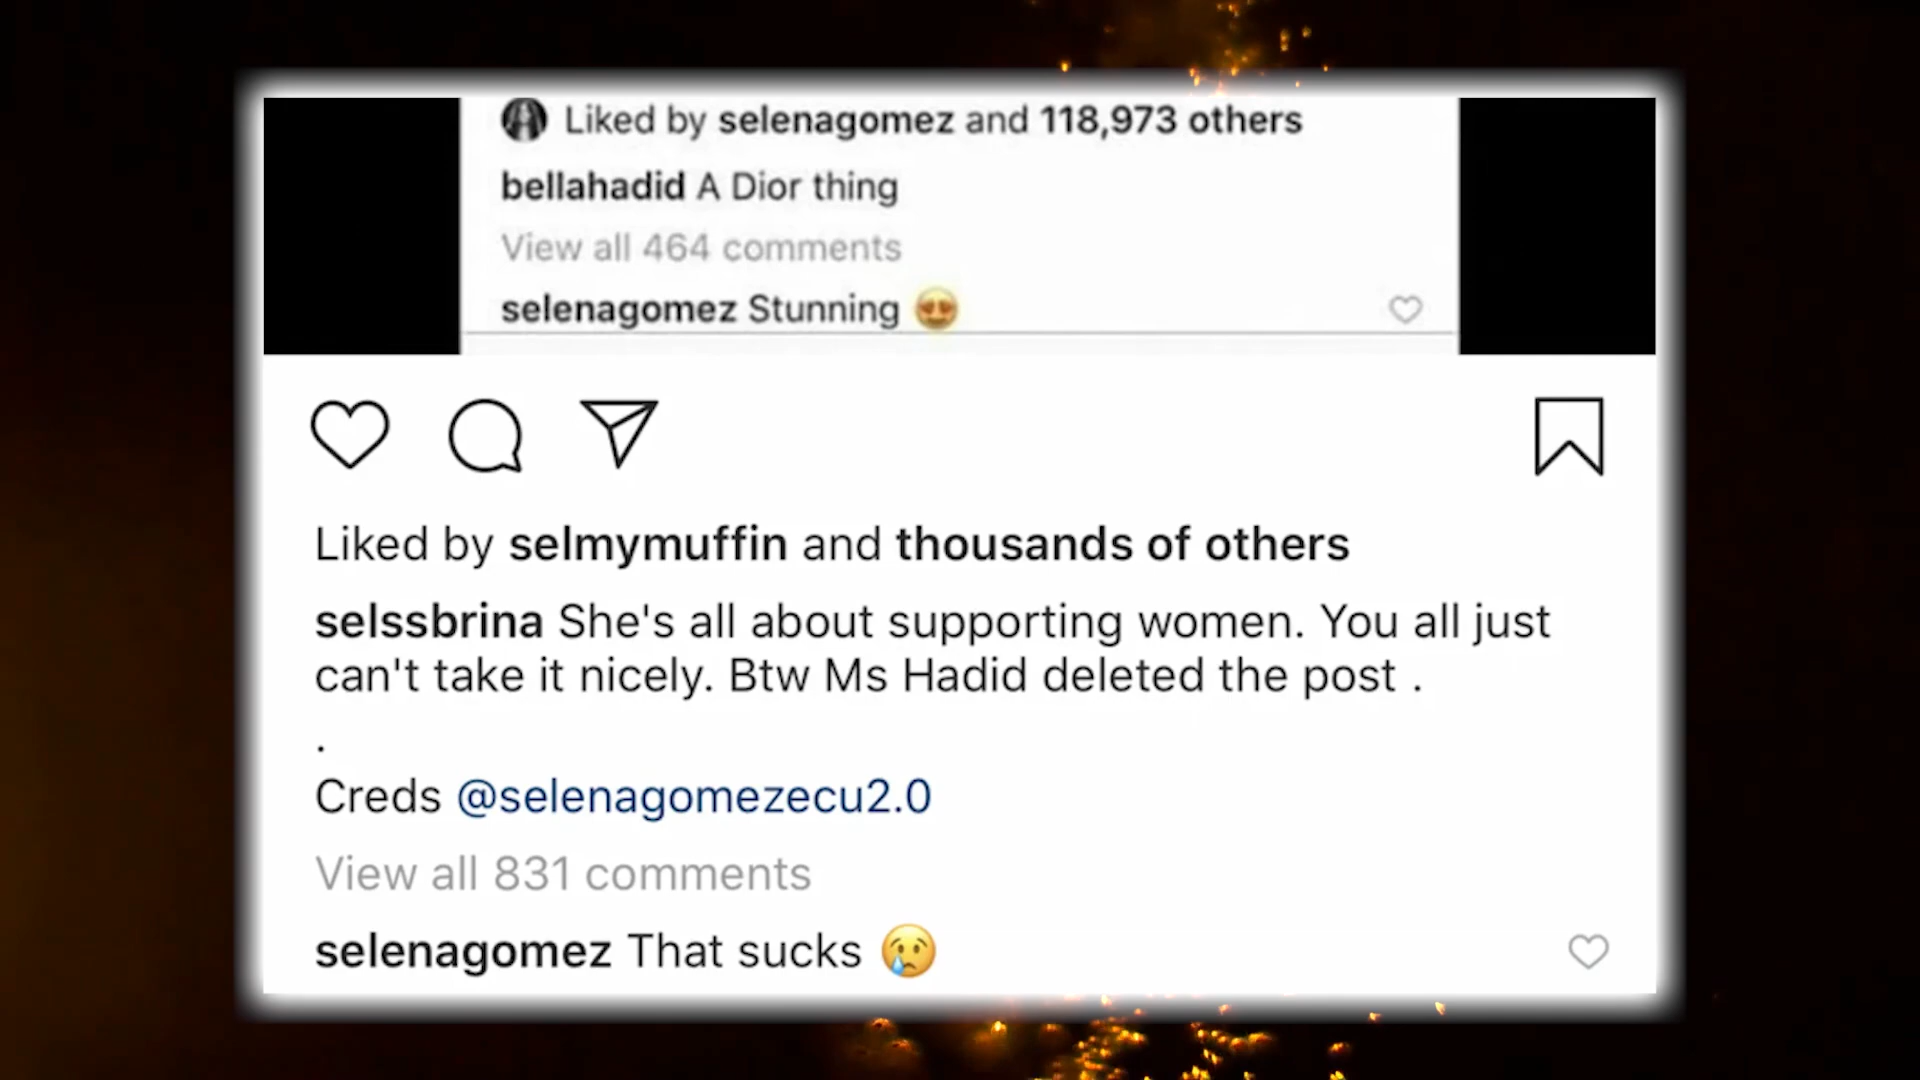 Liked by selenagomez and 118,973 others
bellahadid A Dior thing
View all 464 comments
selenagomez Stunning 😍
Liked by selmymuffin and thousands of others
selssbrina She's all about supporting women. You all just
can't take it nicely. Btw Ms Hadid deleted the post .
.
Creds @selenagomezecu2.0
View all 831 comments
selenagomez That sucks 😢